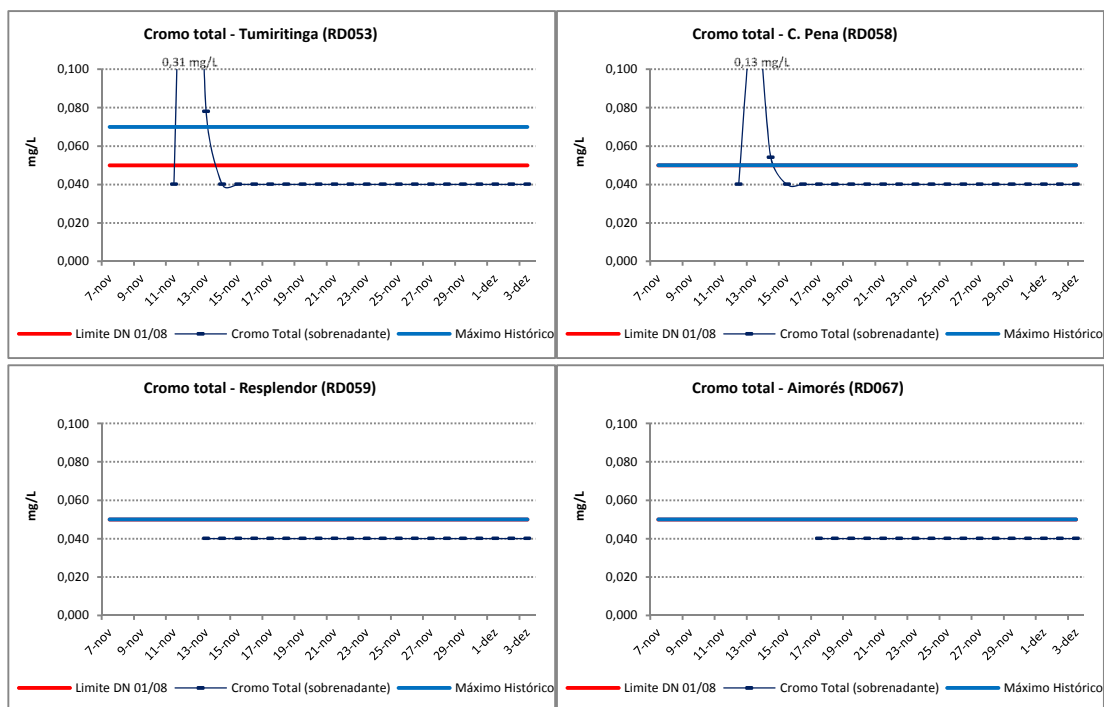 Cromo total - Tumiritinga (RD053)
0,31 mg/L
0,100
0,080
0,060
0,040
0,020
0,000
mg/L
7-nov
9-nov
11-nov
13-nov
15-nov
17-nov
19-nov
21-nov
23-nov
25-nov
27-nov
29-nov
1-dez
3-dez
Limite DN 01/08 Cromo Total (sobrenadante) Máximo Histórico
Cromo total - C. Pena (RD058)
0,13 mg/L
0,100
0,080
0,060
0,040
0,020
0,000
mg/L
7-nov
9-nov
11-nov
13-nov
15-nov
17-nov
19-nov
21-nov
23-nov
25-nov
27-nov
29-nov
1-dez
3-dez
Limite DN 01/08 Cromo Total (sobrenadante) Máximo Histórico
Cromo total - Resplendor (RD059)
0,100
0,080
0,060
0,040
0,020
0,000
mg/L
7-nov
9-nov
11-nov
13-nov
15-nov
17-nov
19-nov
21-nov
23-nov
25-nov
27-nov
29-nov
1-dez
3-dez
Limite DN 01/08 Cromo Total (sobrenadante) Máximo Histórico
Cromo total - Aimorés (RD067)
0,100
0,080
0,060
0,040
0,020
0,000
mg/L
7-nov
9-nov
11-nov
13-nov
15-nov
17-nov
19-nov
21-nov
23-nov
25-nov
27-nov
29-nov
1-dez
3-dez
Limite DN 01/08 Cromo Total (sobrenadante) Máximo Histórico